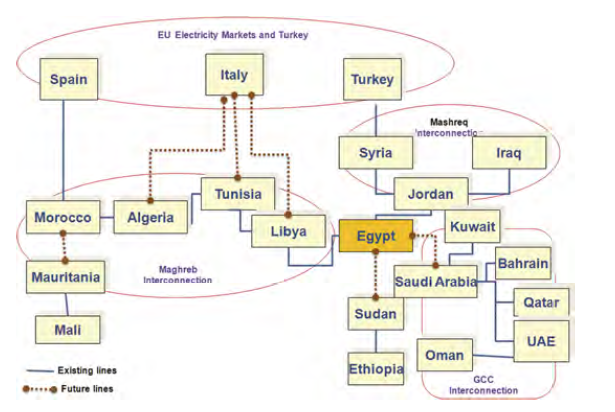 EU Electricity Markets and Turkey
Spain
Italy
Turkey
Mashreq
Interconnection
Syria
Iraq
Jordan
Tunisia
Morocco
Algeria
Libya
Egypt
Kuwait
Mauritania
Maghreb
Interconnection
Saudi Arabia
Bahrain
Qatar
Sudan
Mali
UAE
Oman
Ethiopia
GCC
Interconnection
Existing lines
Future lines